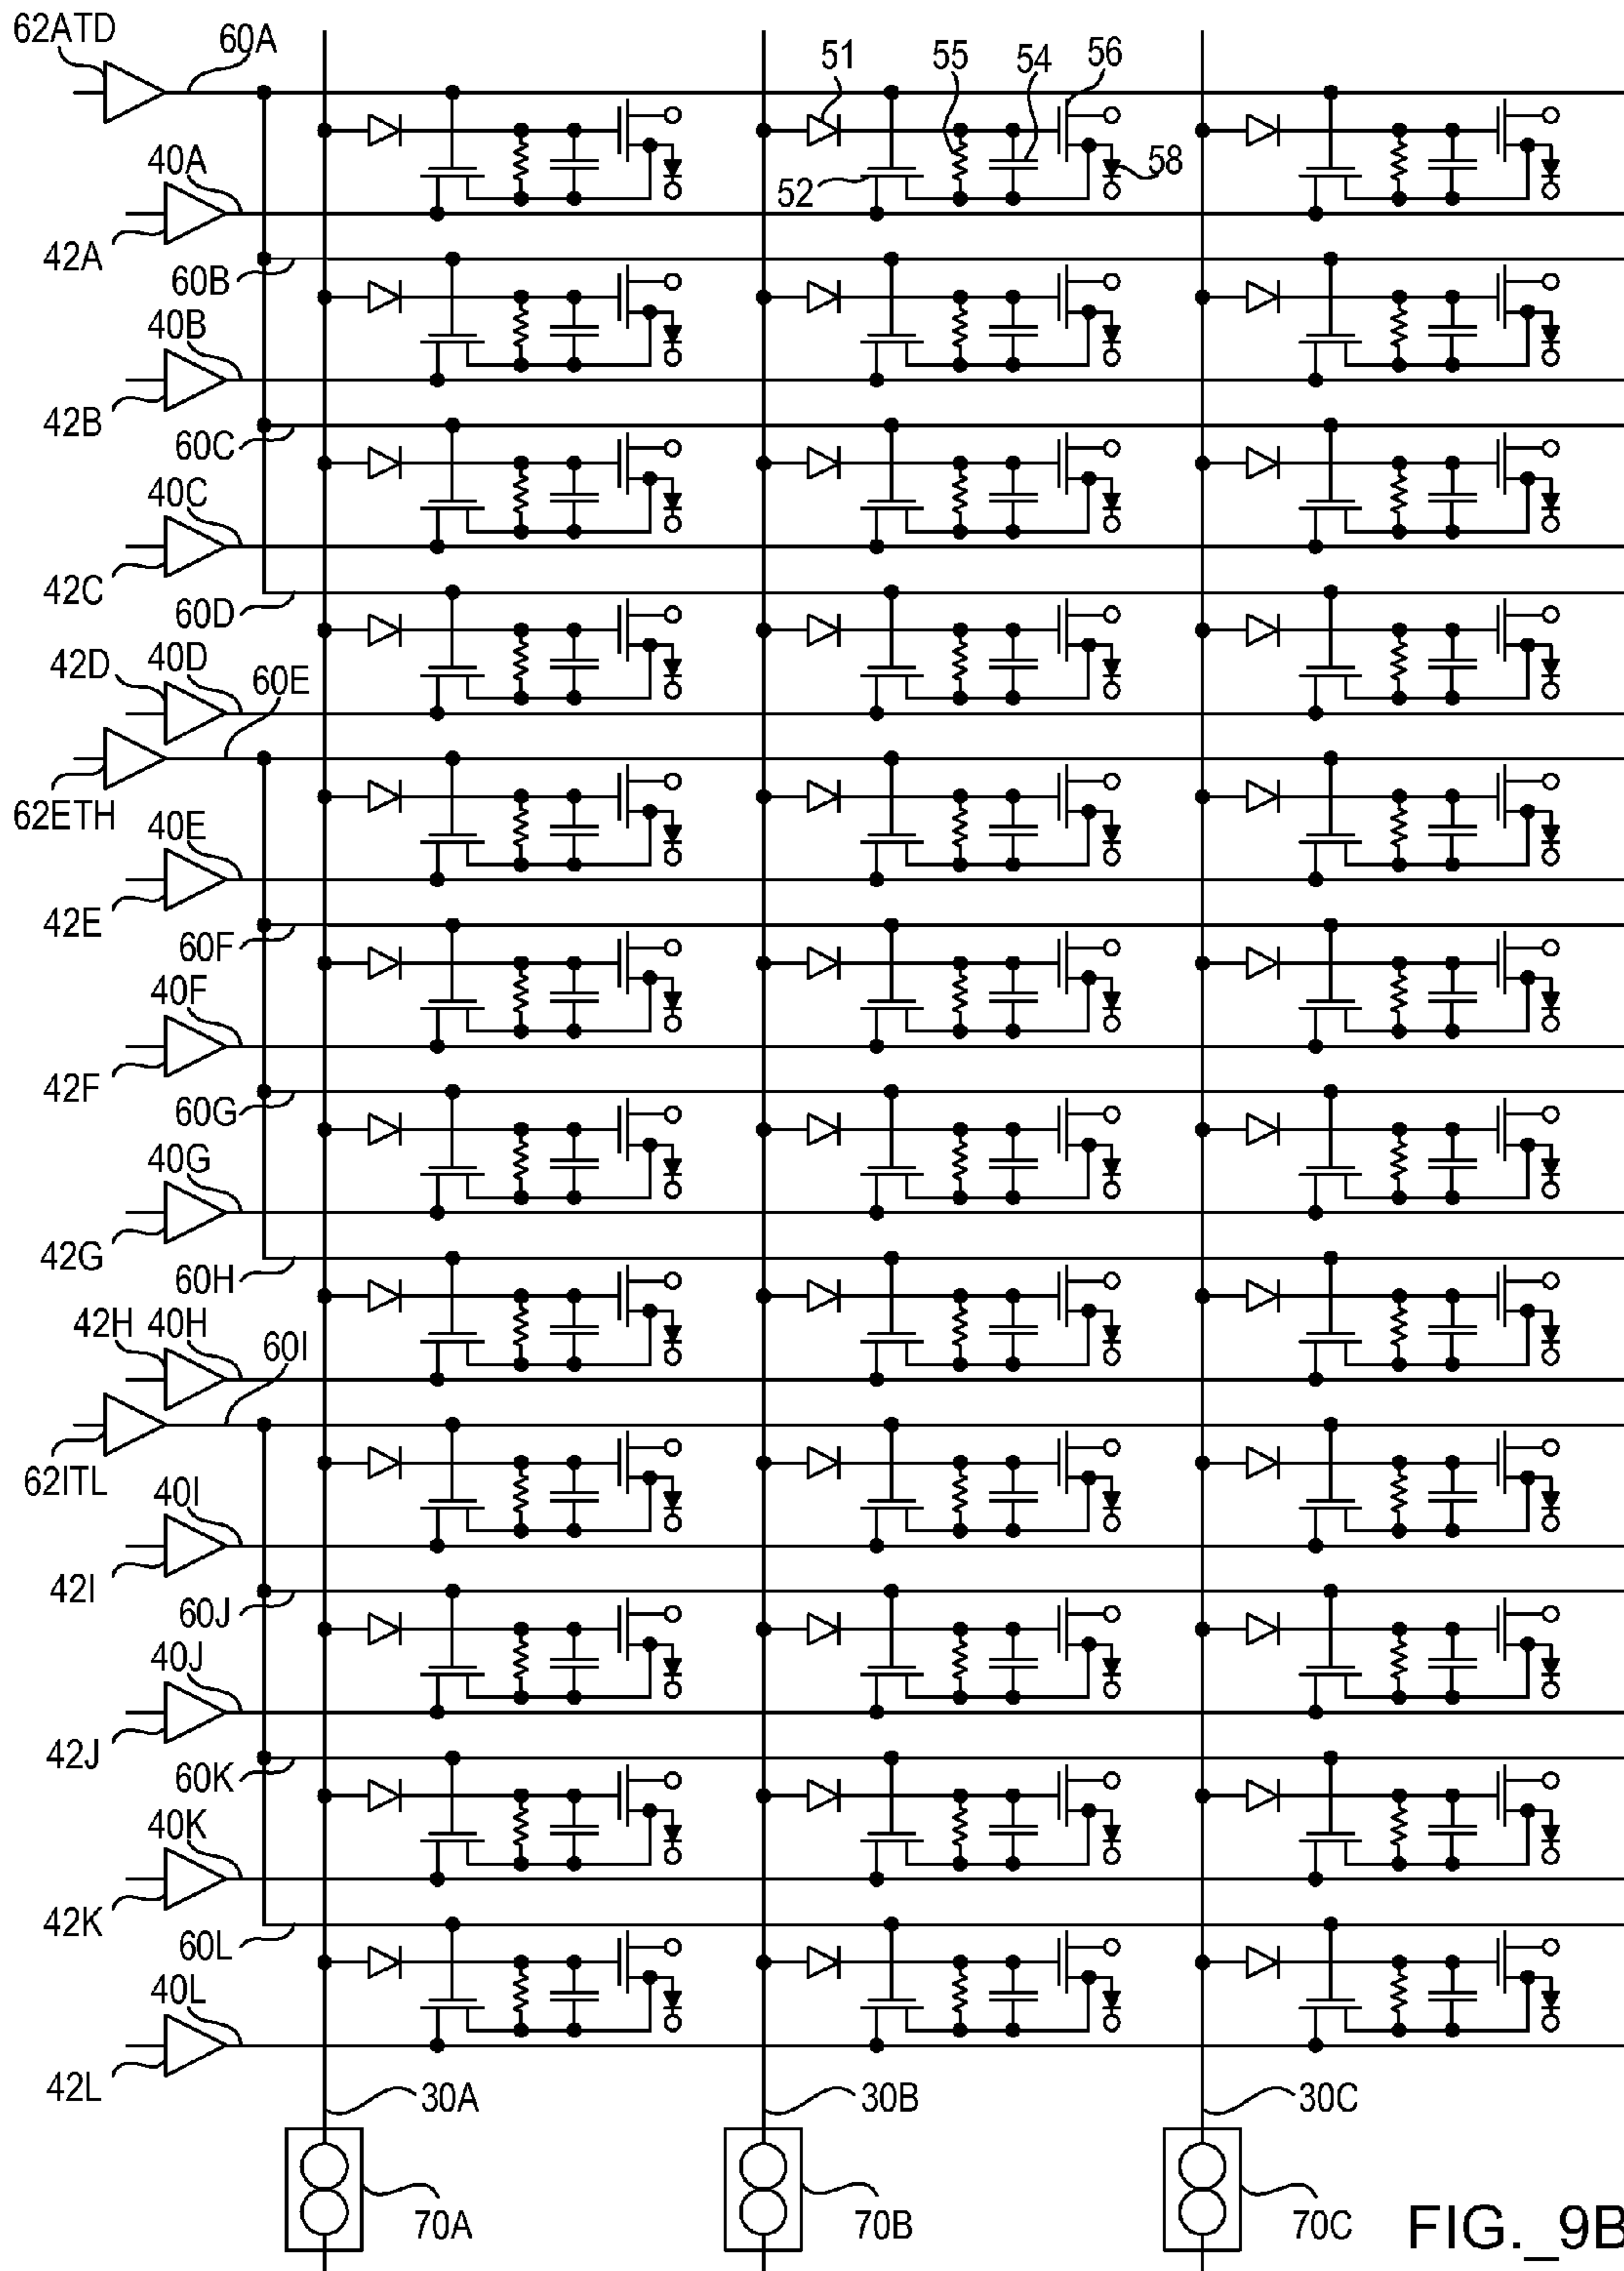 62ATD 60A 51 55 54 56
40A 52 58
42A
60B
40B
42B
60C
40C
42C
60D
42D 40D 60E
62ETH 40E
42E
60F
40F
42F
60G
40G
42G
60H
42H 40H 60I
62ITL 40I
42I
60J
40J
42J
60K
40K
42K
60L
40L
42L
30A 30B 30C
70A 70B 70C
FIG._9B